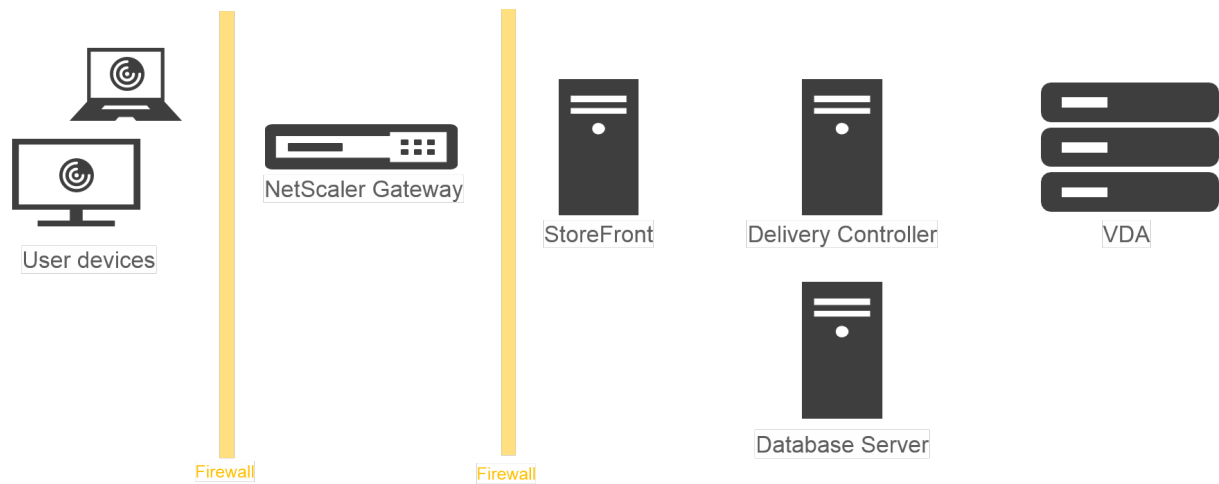 NetScaler Gateway
StoreFront
Delivery Controller
VDA
User devices
Database Server
Firewall
Firewall